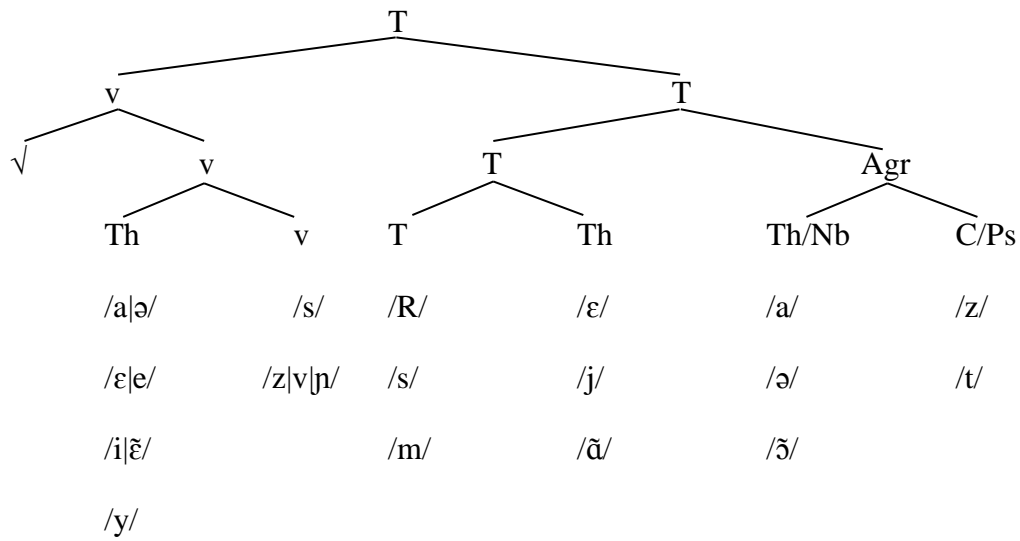 T
v T
√ v T Agr
Th v T Th Th/Nb C/Ps
/a|ə/ /s/ /R/ /ɛ/ /a/ /z/
/ɛ|e/ /z|v|ɲ/ /s/ /j/ /ə/ /t/
/i|ɛ̃/ /m/ /ɑ̃/ /ɔ̃/
/y/